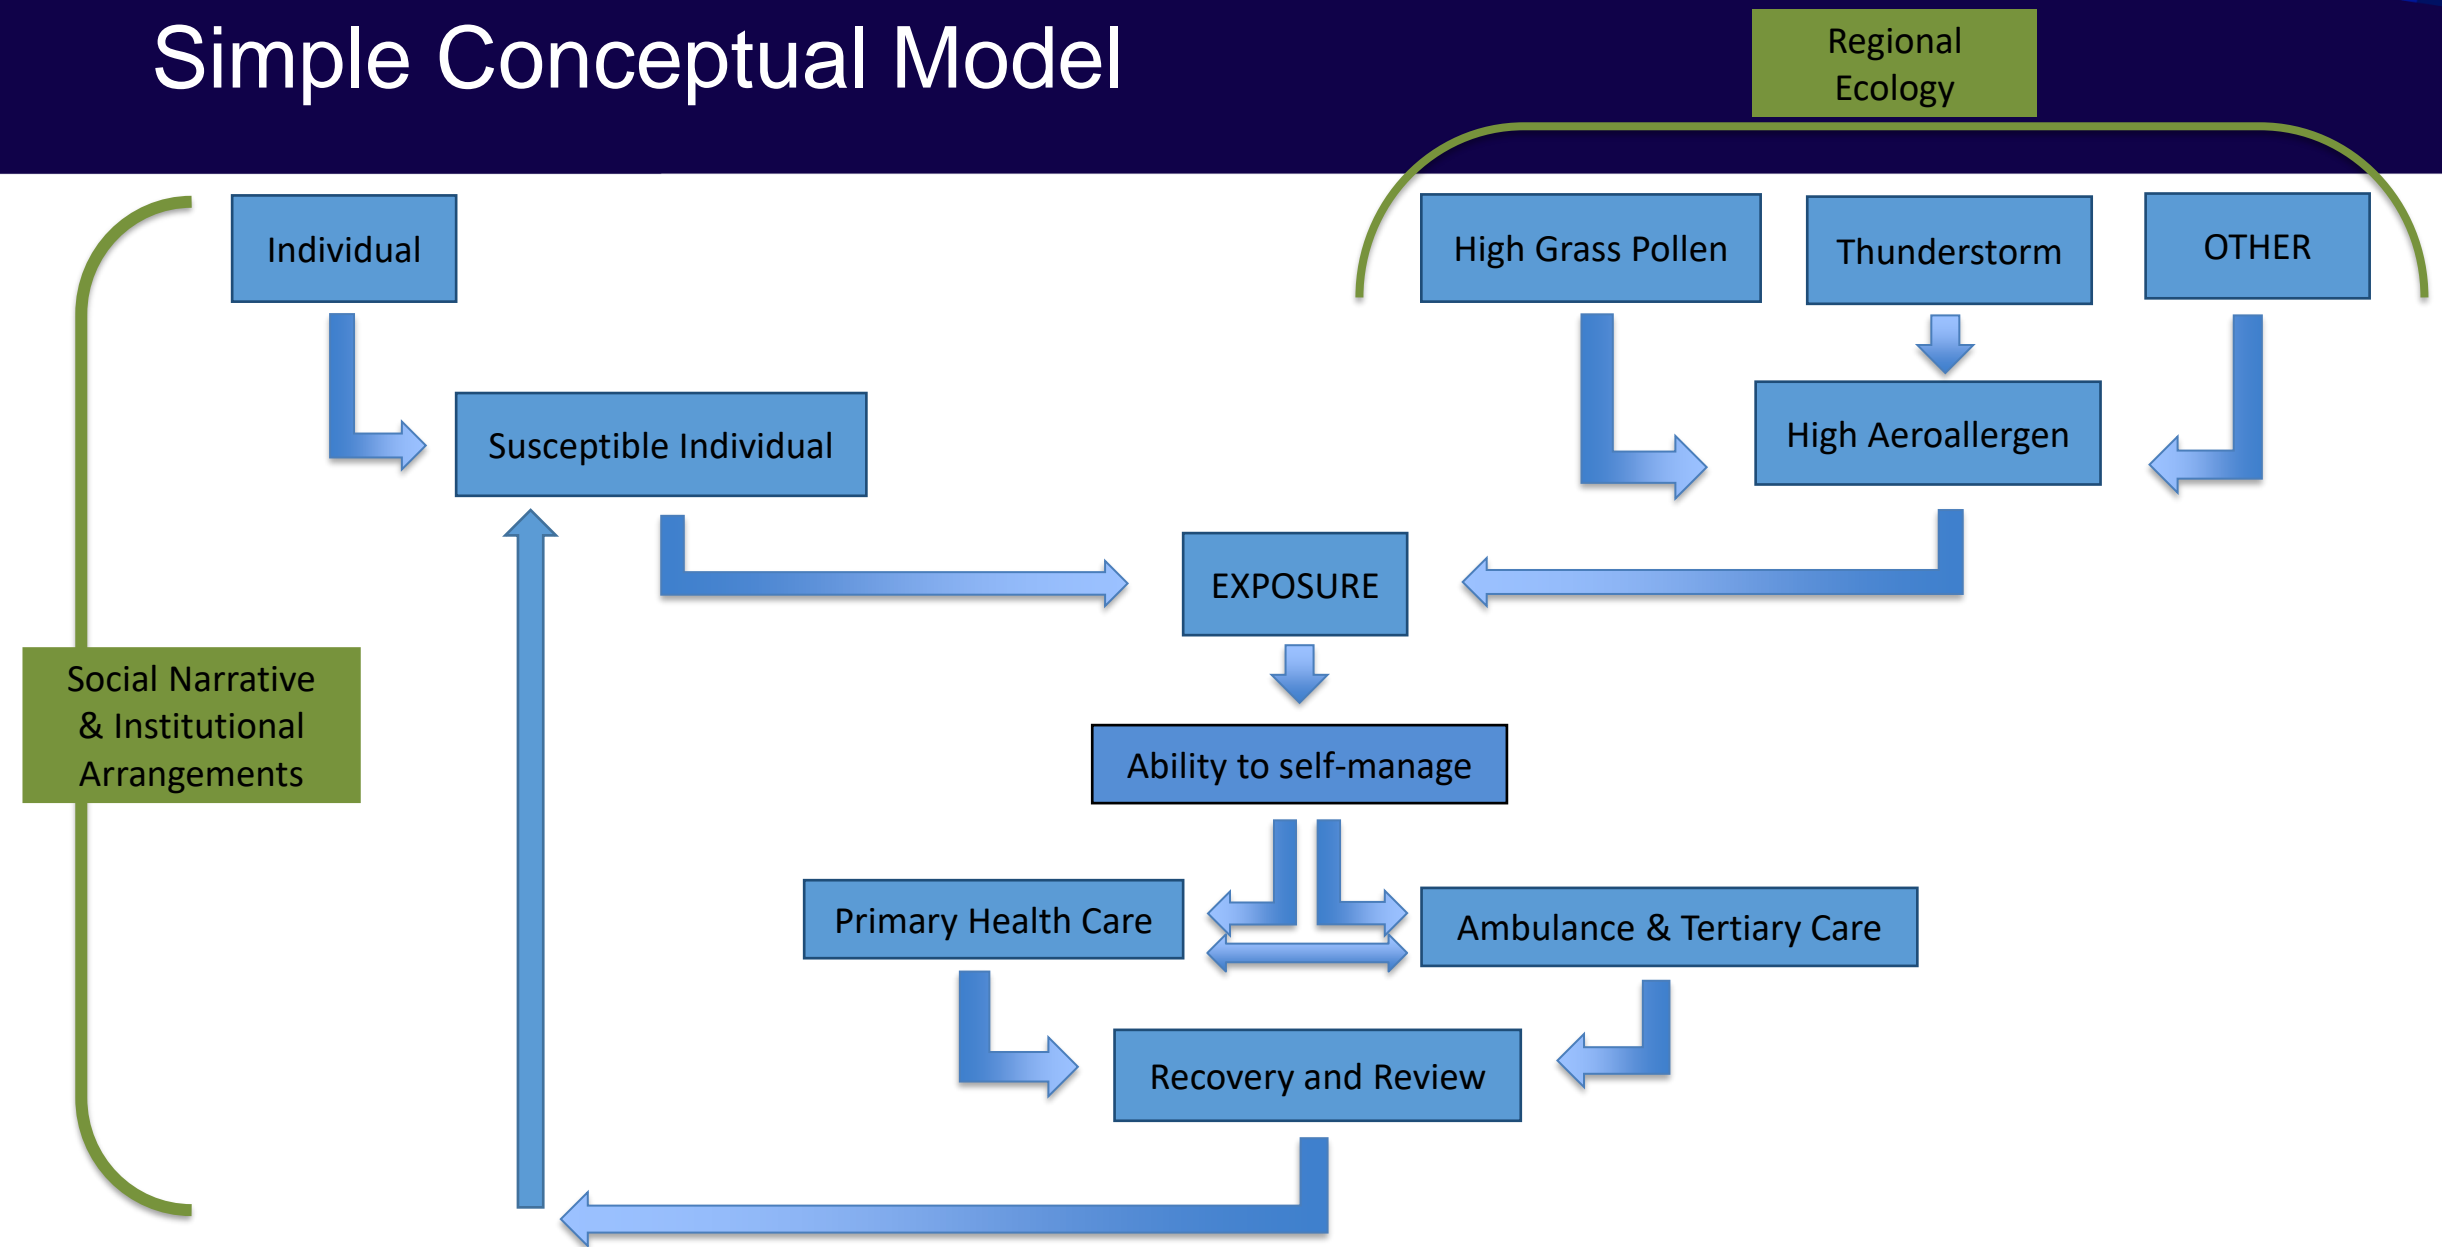 Simple Conceptual Model
Regional
Ecology
Individual
High Grass Pollen
Thunderstorm
OTHER
Susceptible Individual
High Aeroallergen
EXPOSURE
Social Narrative
& Institutional
Arrangements
Ability to self-manage
Primary Health Care
Ambulance & Tertiary Care
Recovery and Review